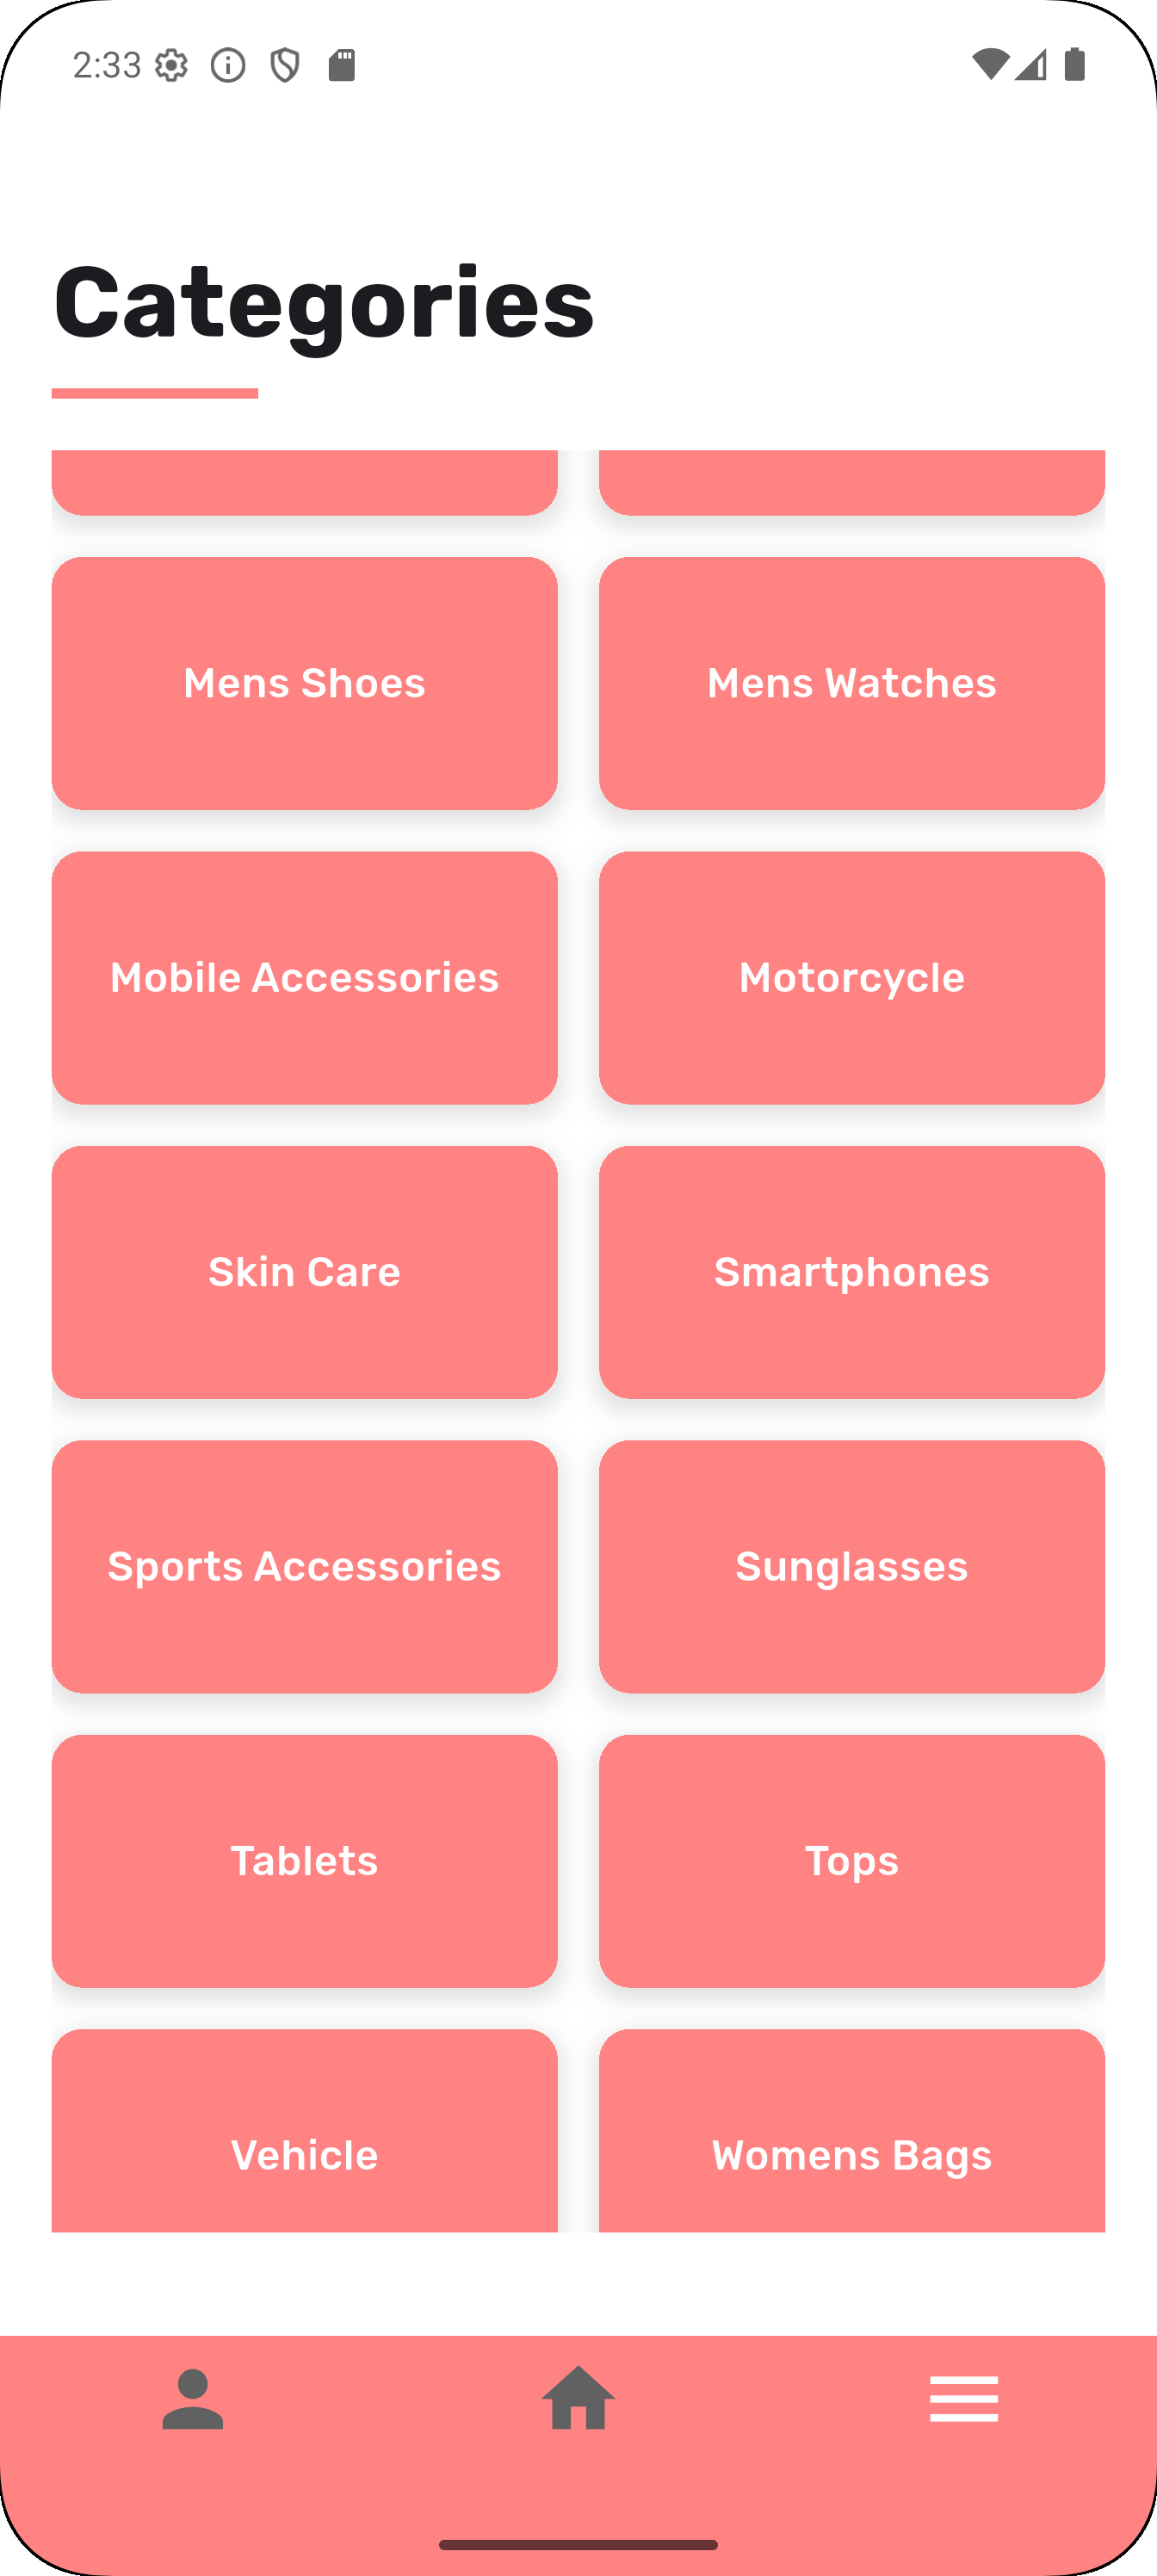 2:33
Categories
Mens Shoes
Mens Watches
Mobile Accessories
Motorcycle
Skin Care
Smartphones
Sports Accessories
Sunglasses
Tablets
Tops
Vehicle
Womens Bags